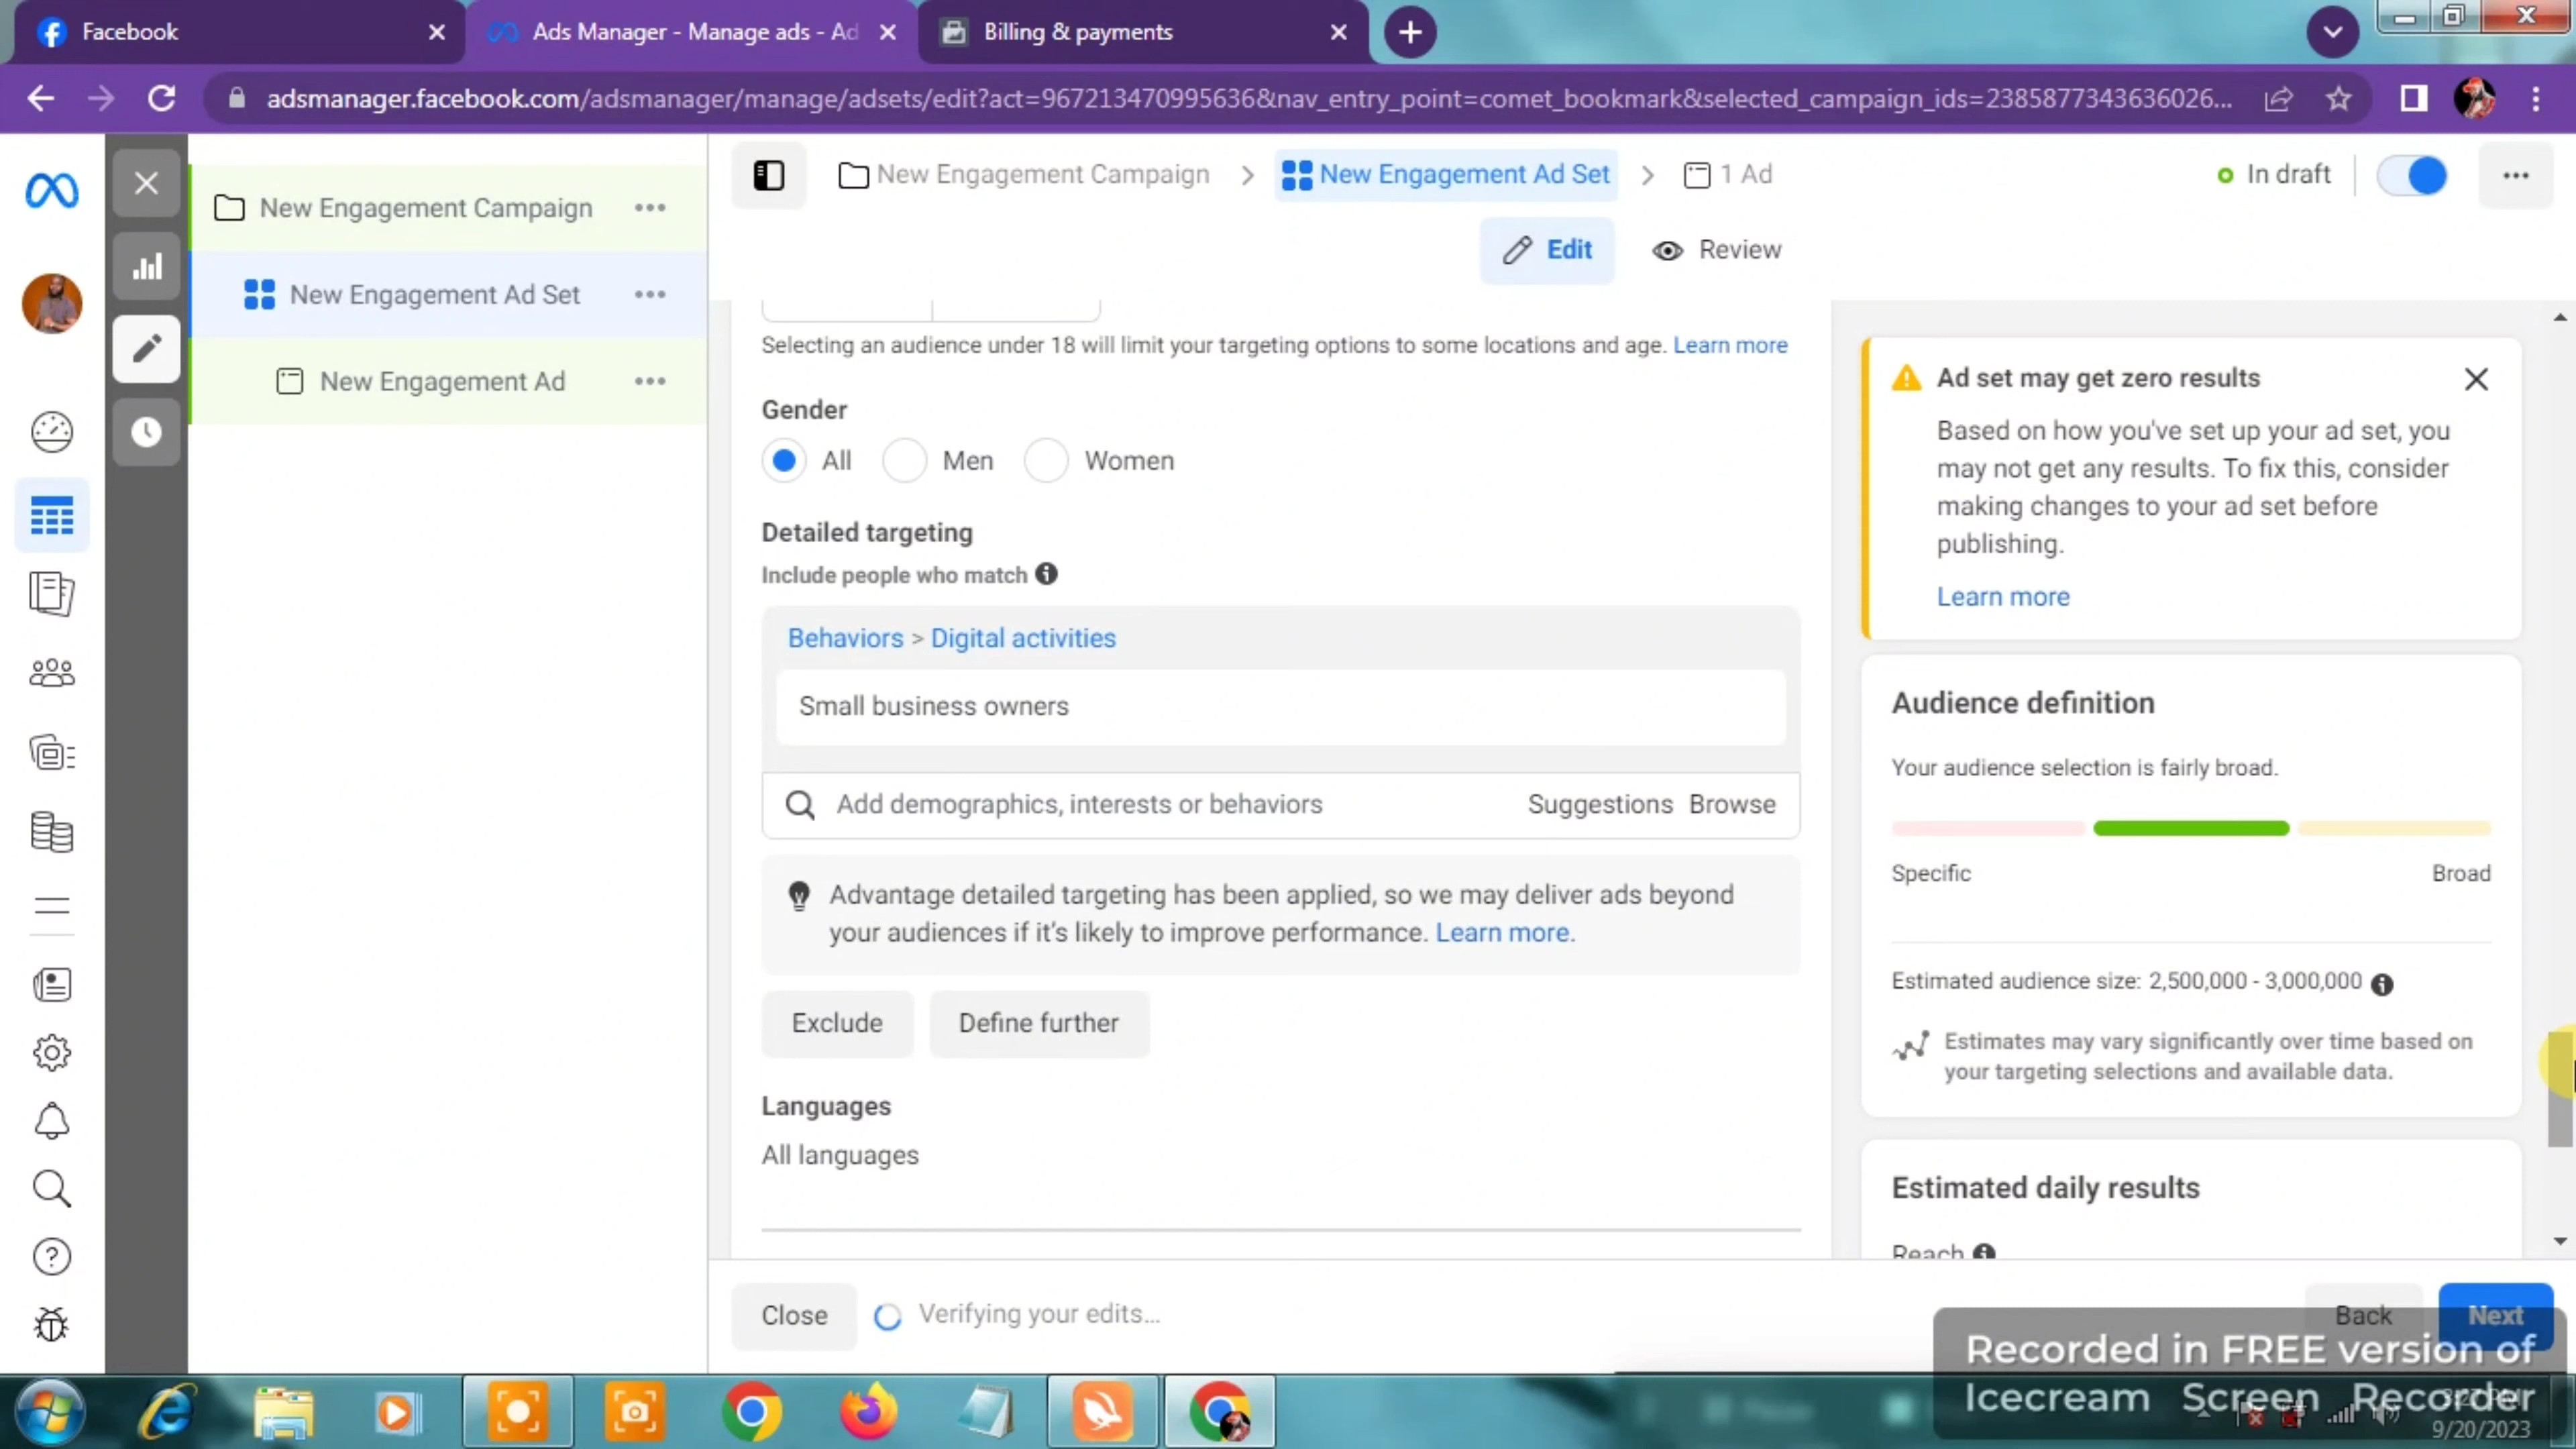 Facebook
Ads Manager - Manage ads - Ad
Billing & payments
adsmanager.facebook.com/adsmanager/manage/adsets/edit?act=967213470995636&nav_entry_point=comet_bookmark&selected_campaign_ids=2385877343636026...
New Engagement Campaign
New Engagement Ad Set
New Engagement Ad
New Engagement Campaign > New Engagement Ad Set > 1 Ad
In draft
Edit
Review
Selecting an audience under 18 will limit your targeting options to some locations and age. Learn more
Gender
All Men Women
Detailed targeting
Include people who match
Behaviors > Digital activities
Small business owners
Add demographics, interests or behaviors Suggestions Browse
Advantage detailed targeting has been applied, so we may deliver ads beyond
your audiences if it's likely to improve performance. Learn more.
Exclude
Define further
Languages
All languages
Ad set may get zero results
Based on how you've set up your ad set, you
may not get any results. To fix this, consider
making changes to your ad set before
publishing.
Learn more
Audience definition
Your audience selection is fairly broad.
Specific Broad
Estimated audience size: 2,500,000 - 3,000,000
Estimates may vary significantly over time based on
your targeting selections and available data.
Estimated daily results
Reach
Close
Verifying your edits...
Back
Next
Recorded in FREE version of
Icecream Screen Recorder
9/20/2023